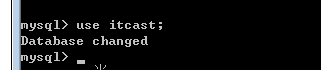 mysql> use itcast;
Database changed
mysql> _